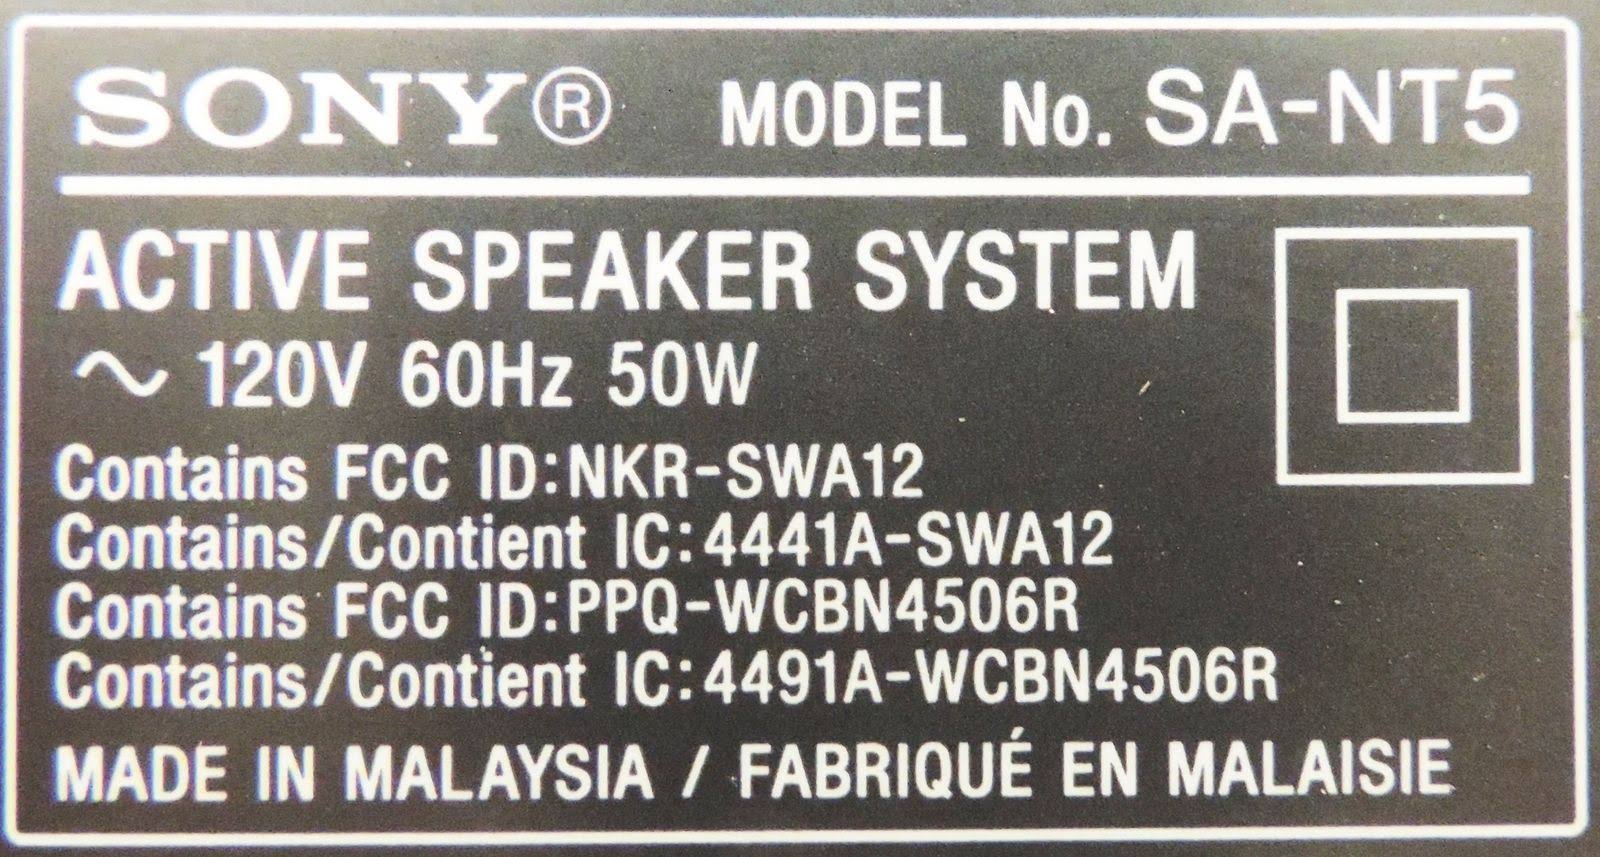 SONY® MODEL No. SA-NT5
ACTIVE SPEAKER SYSTEM
~ 120V 60Hz 50W
Contains FCC ID:NKR-SWA12
Contains/Contient IC:4441A-SWA12
Contains FCC ID:PPQ-WCBN4506R
Contains/Contient IC:4491A-WCBN4506R
MADE IN MALAYSIA / FABRIQUÉ EN MALAISIE